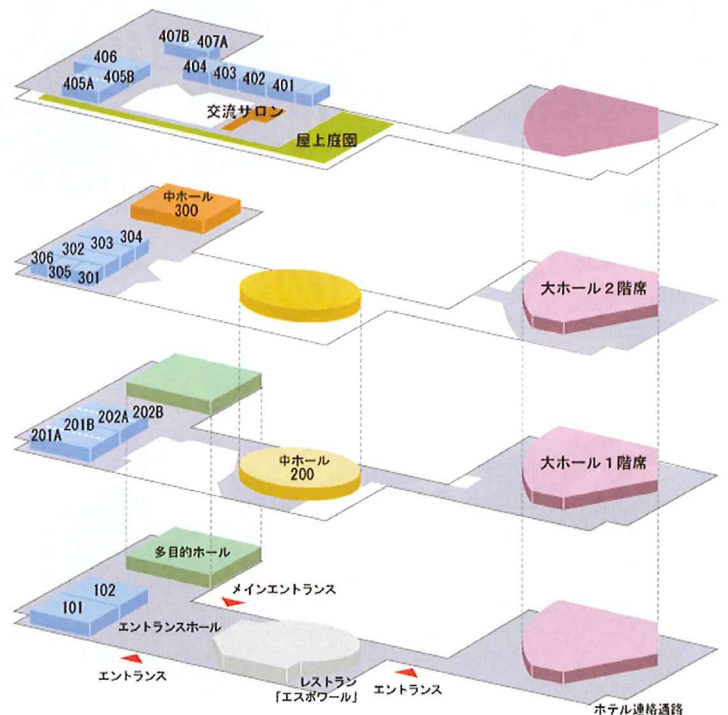 407B
407A
406
405A
405B
404
403
402
401
交流サロン
屋上庭園
中ホール
300
302
303
304
306
305
301
大ホール2階席
201A
201B
202A
202B
中ホール
200
大ホール1階席
多目的ホール
メインエントランス
101
102
エントランスホール
エントランス
レストラン
「エスポワール」
エントランス
ホテル連格通路